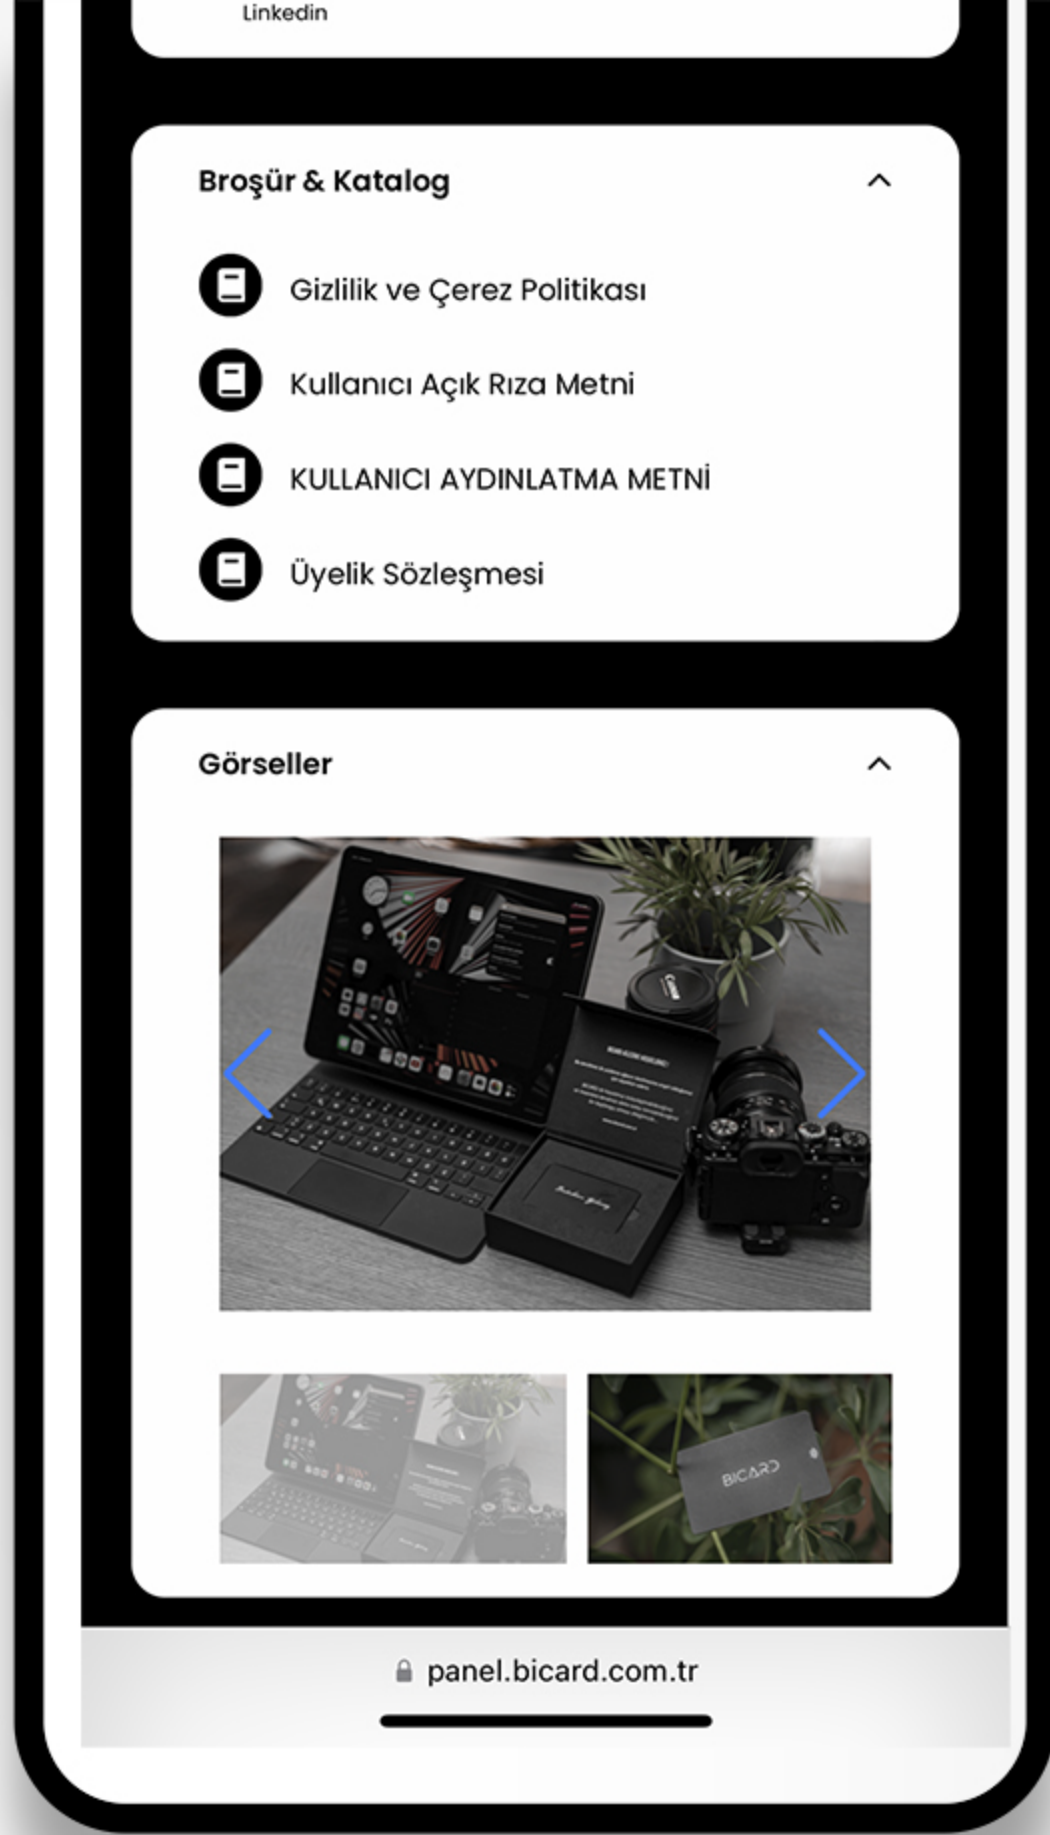 Linkedin
Broşür & Katalog
Gizlilik ve Çerez Politikası
Kullanıcı Açık Rıza Metni
KULLANICI AYDINLATMA METNİ
Üyelik Sözleşmesi
Görseller
Canon
BICARD
panel.bicard.com.tr